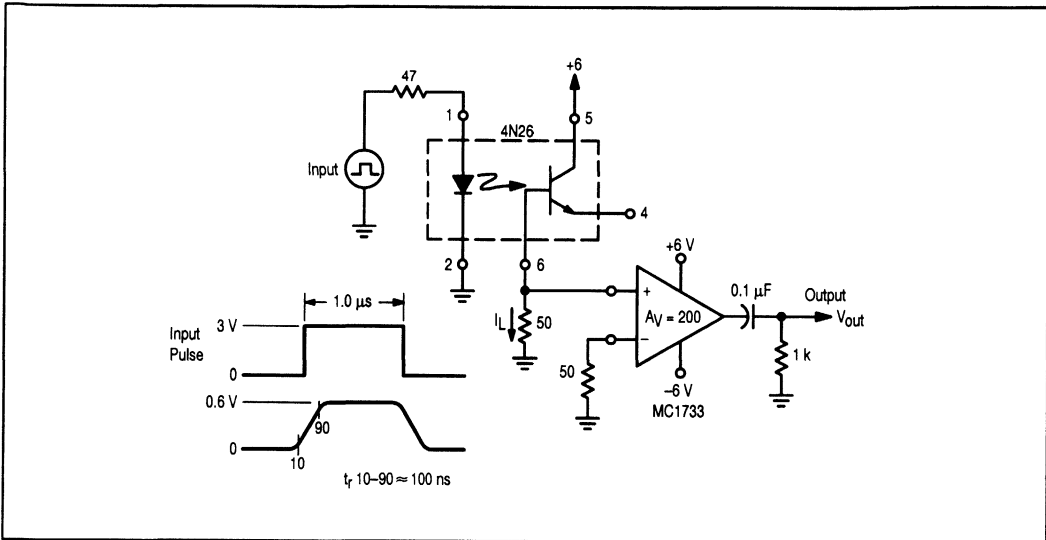 +6
47
1
5
4N26
Input
4
2
6
+6 V
1.0 μs
0.1 μF
Output
Vout
+
AV = 200
3 V
IL
50
Input
Pulse
−
1 k
0
50
−6 V
0.6 V
MC1733
90
0
10
tr 10–90 ≈ 100 ns